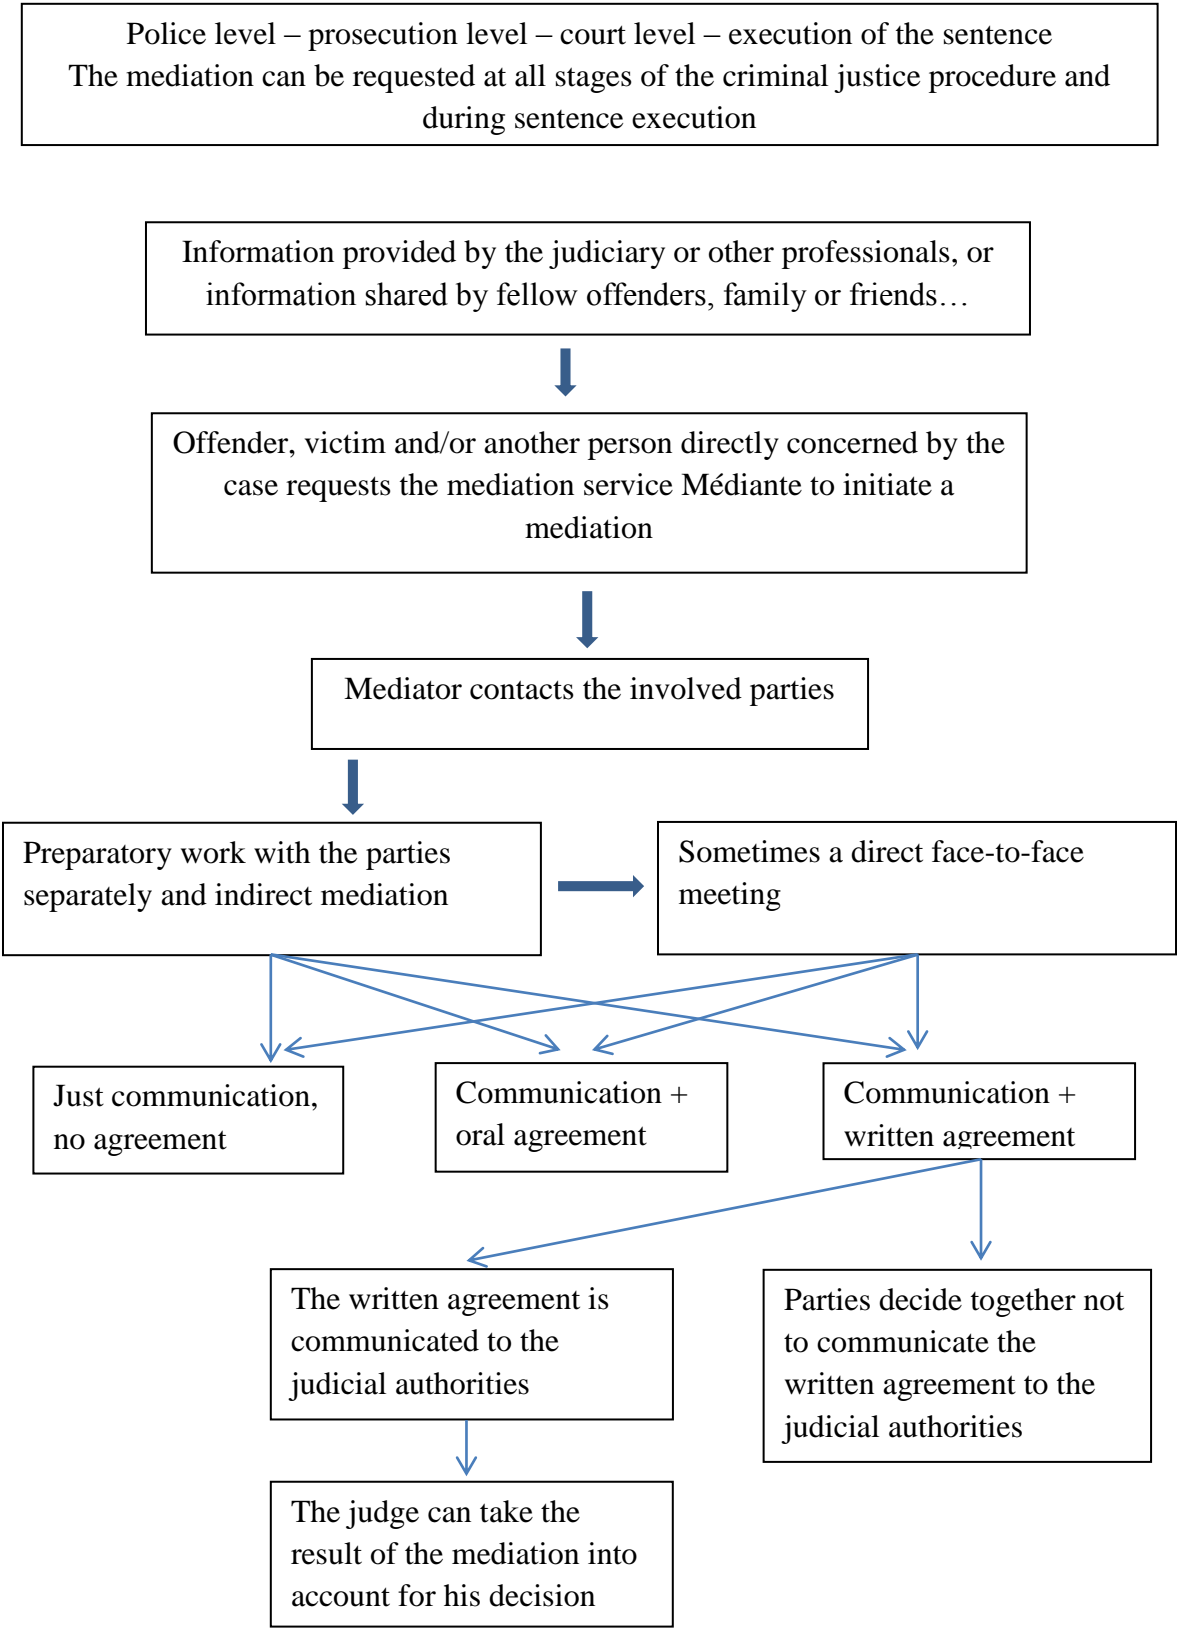 Police level – prosecution level – court level – execution of the sentence
The mediation can be requested at all stages of the criminal justice procedure and
during sentence execution
Information provided by the judiciary or other professionals, or
information shared by fellow offenders, family or friends…
Offender, victim and/or another person directly concerned by the
case requests the mediation service Médiante to initiate a
mediation
Mediator contacts the involved parties
Preparatory work with the parties
separately and indirect mediation
Sometimes a direct face-to-face
meeting
Just communication,
no agreement
Communication +
oral agreement
Communication +
written agreement
The written agreement is
communicated to the
judicial authorities
Parties decide together not
to communicate the
written agreement to the
judicial authorities
The judge can take the
result of the mediation into
account for his decision